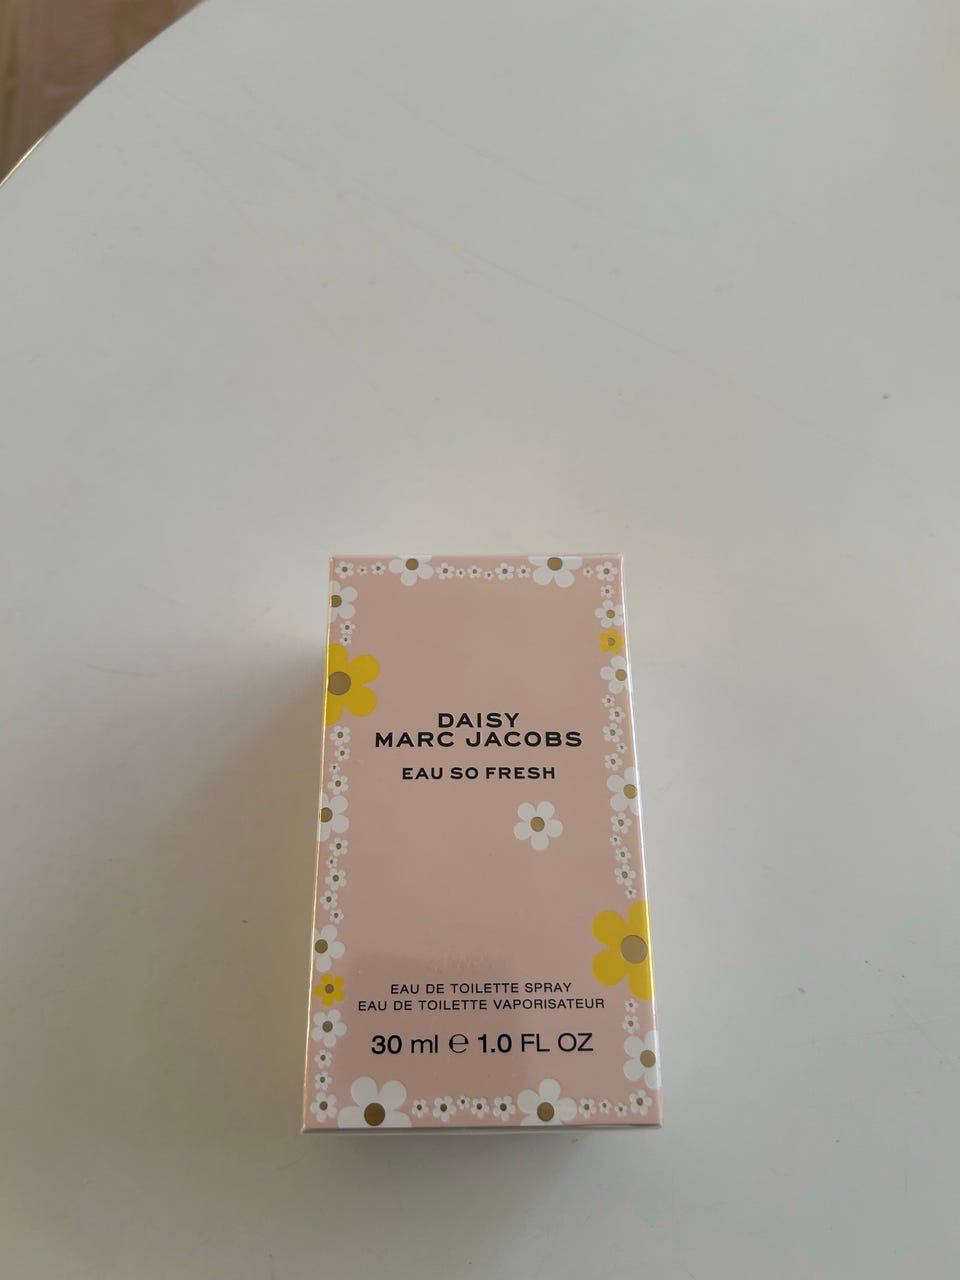 DAISY
MARC JACOBS
EAU SO FRESH
EAU DE TOILETTE SPRAY
EAU DE TOILETTE VAPORISATEUR
30 ml ℮ 1.0 FL OZ